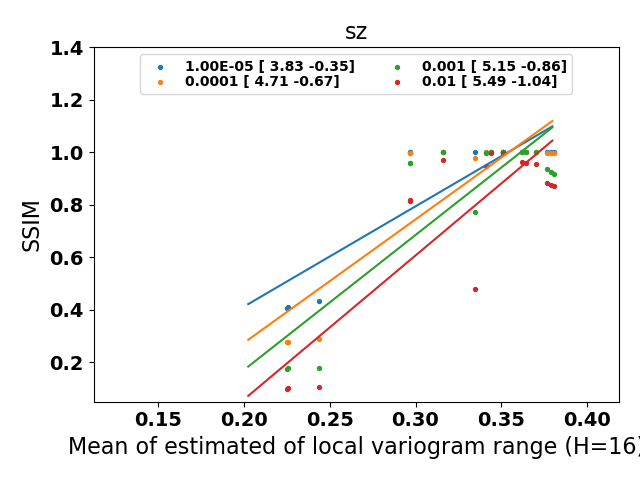 sz
1.00E-05 [ 3.83 -0.35]
0.0001 [ 4.71 -0.67]
0.001 [ 5.15 -0.86]
0.01 [ 5.49 -1.04]
1.4
1.2
1.0
0.8
0.6
0.4
0.2
SSIM
0.15 0.20 0.25 0.30 0.35 0.40
Mean of estimated of local variogram range (H=16)